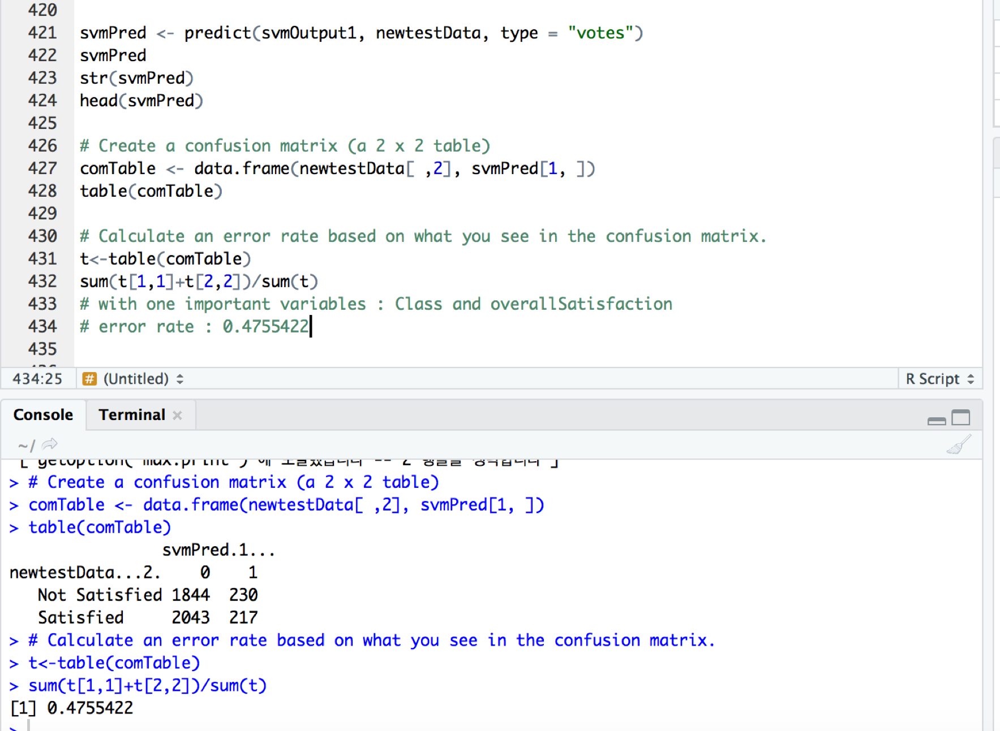 420
421 svmPred <- predict(svmOutput1, newtestData, type = "votes")
422 svmPred
423 str(svmPred)
424 head(svmPred)
425
426 # Create a confusion matrix (a 2 x 2 table)
427 comTable <- data.frame(newtestData[ ,2], svmPred[1, ])
428 table(comTable)
429
430 # Calculate an error rate based on what you see in the confusion matrix.
431 t<-table(comTable)
432 sum(t[1,1]+t[2,2])/sum(t)
433 # with one important variables : Class and overallSatisfaction
434 # error rate : 0.4755422
435
434:25 # (Untitled) R Script
Console Terminal
~/
> # Create a confusion matrix (a 2 x 2 table)
> comTable <- data.frame(newtestData[ ,2], svmPred[1, ])
> table(comTable)
svmPred.1...
newtestData...2. 0 1
Not Satisfied 1844 230
Satisfied 2043 217
> # Calculate an error rate based on what you see in the confusion matrix.
> t<-table(comTable)
> sum(t[1,1]+t[2,2])/sum(t)
[1] 0.4755422
>